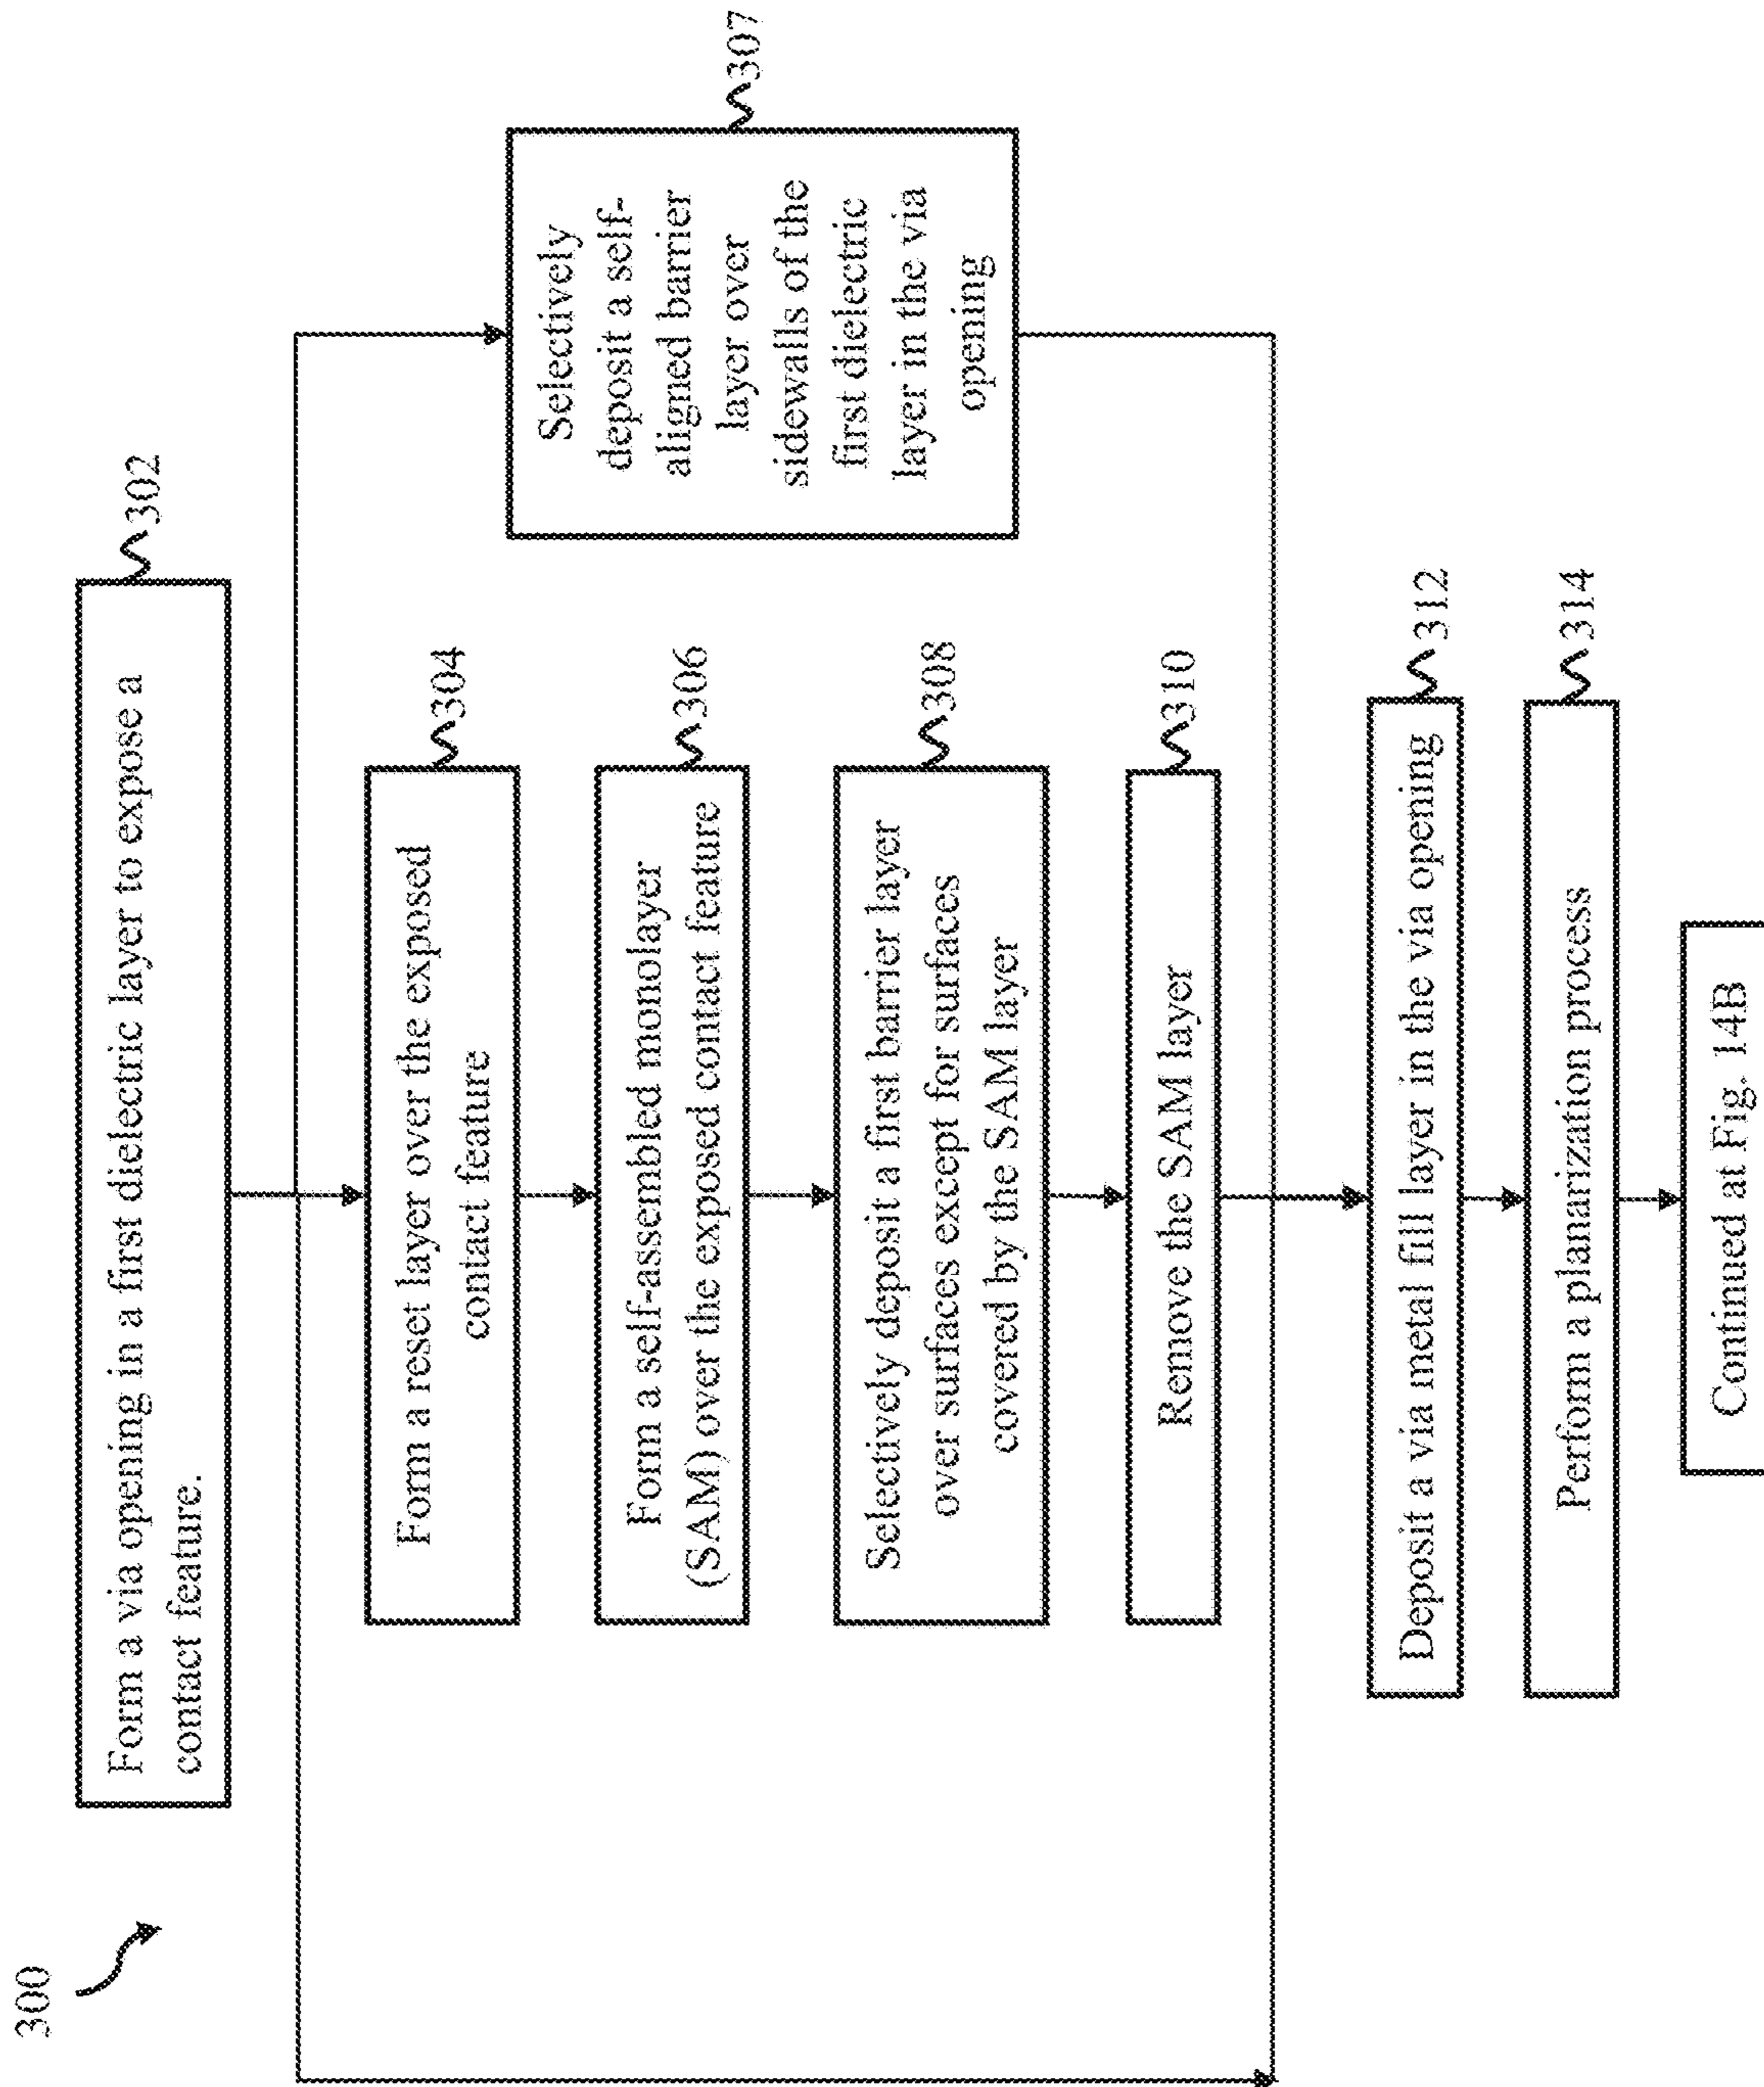 300
Form a via opening in a first dielectric layer to expose a
contact feature.
302
Form a reset layer over the exposed
contact feature
304
Form a self-assembled monolayer
(SAM) over the exposed contact feature
306
Selectively deposit a first barrier layer
over surfaces except for surfaces
covered by the SAM layer
308
Remove the SAM layer
310
Selectively
deposit a self-
aligned barrier
layer over
sidewalls of the
first dielectric
layer in the via
opening
307
Deposit a via metal fill layer in the via opening
312
Perform a planarization process
314
Continued at Fig. 14B